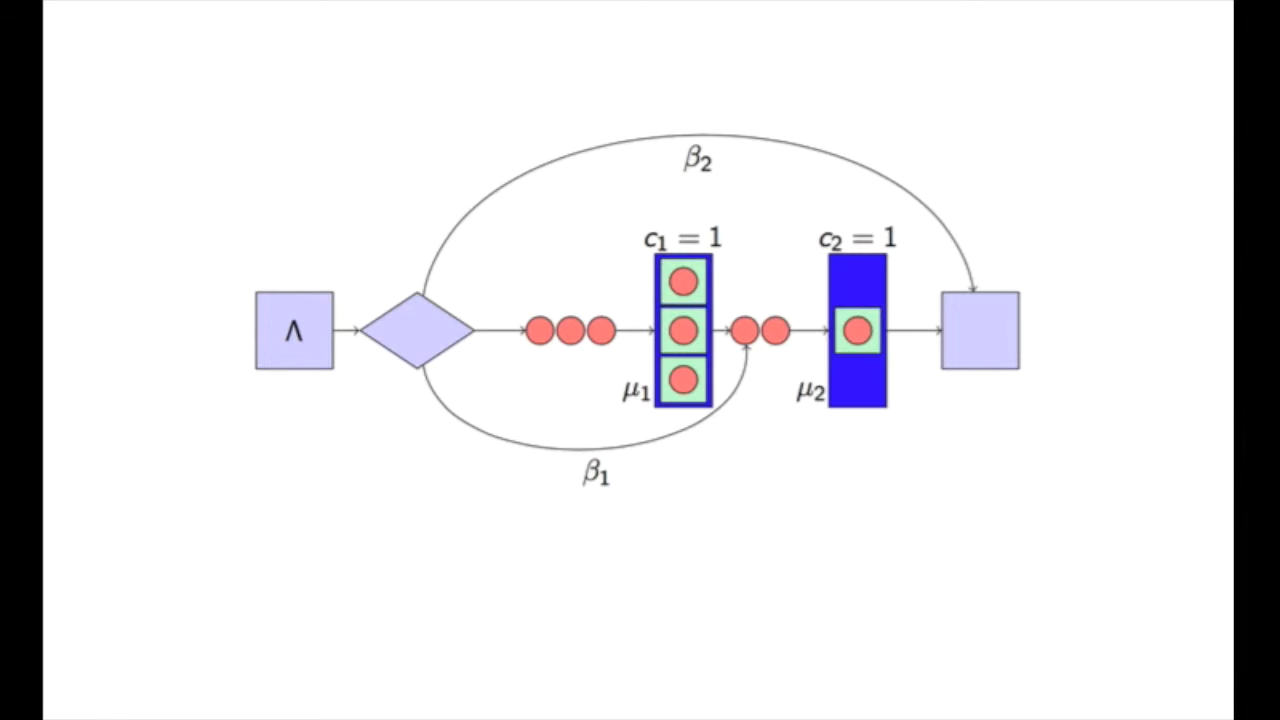 β₂
c₁ = 1
c₂ = 1
Λ
μ₁
μ₂
β₁